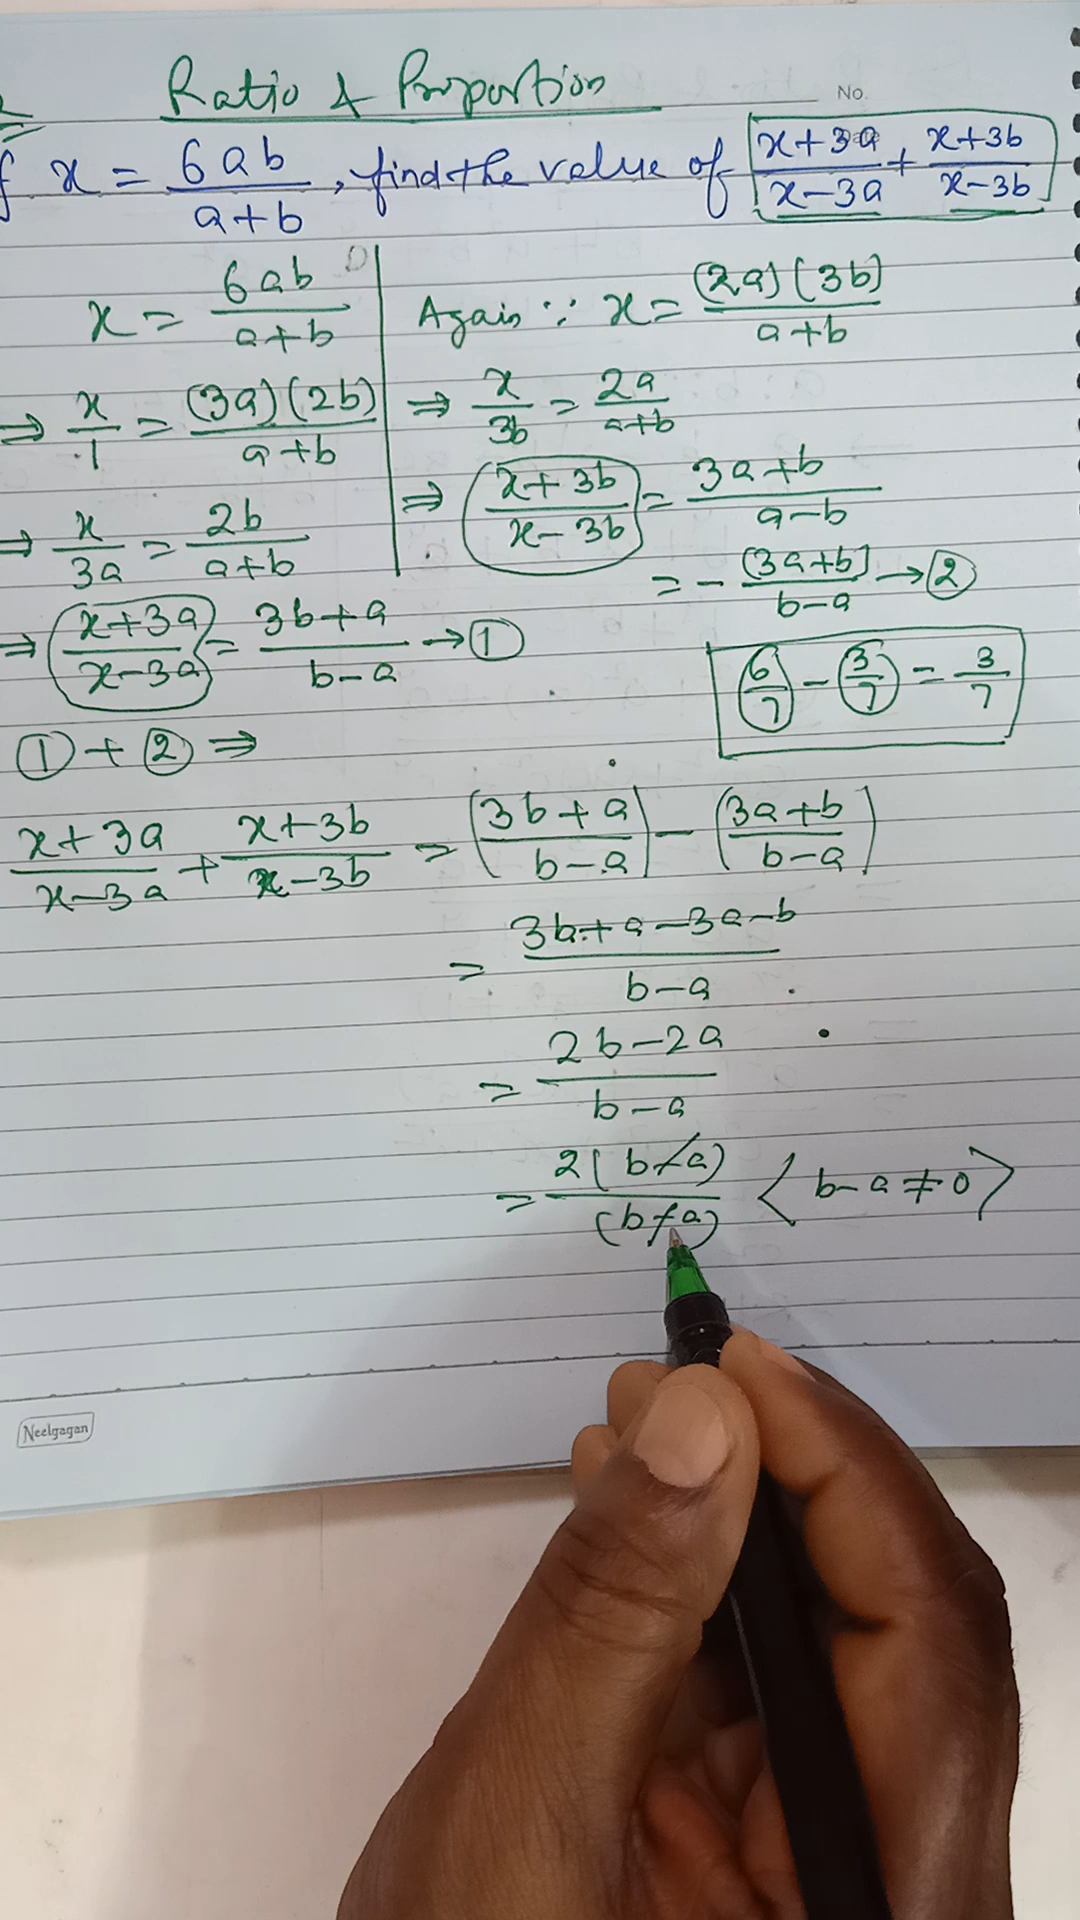 Ratio & Proportion
No.
x = 6ab/a+b, find the value of x+3a/x-3a + x+3b/x-3b
x = 6ab/a+b
⇒ x/1 = (3a)(2b)/a+b
⇒ x/3a = 2b/a+b
⇒ x+3a/x-3a = 3b+a/b-a → ①
Again ∵ x = (2a)(3b)/a+b
⇒ x/3b = 2a/a+b
⇒ x+3b/x-3b = 3a+b/a-b
= - (3a+b)/b-a → ②
6/7 - 3/7 = 3/7
① + ② ⇒
x+3a/x-3a + x+3b/x-3b = (3b+a/b-a) - (3a+b/b-a)
= 3b+a-3a-b/b-a
= 2b-2a/b-a
= 2(b-a)/(b-a) < b-a ≠ 0 >
Neelgagan